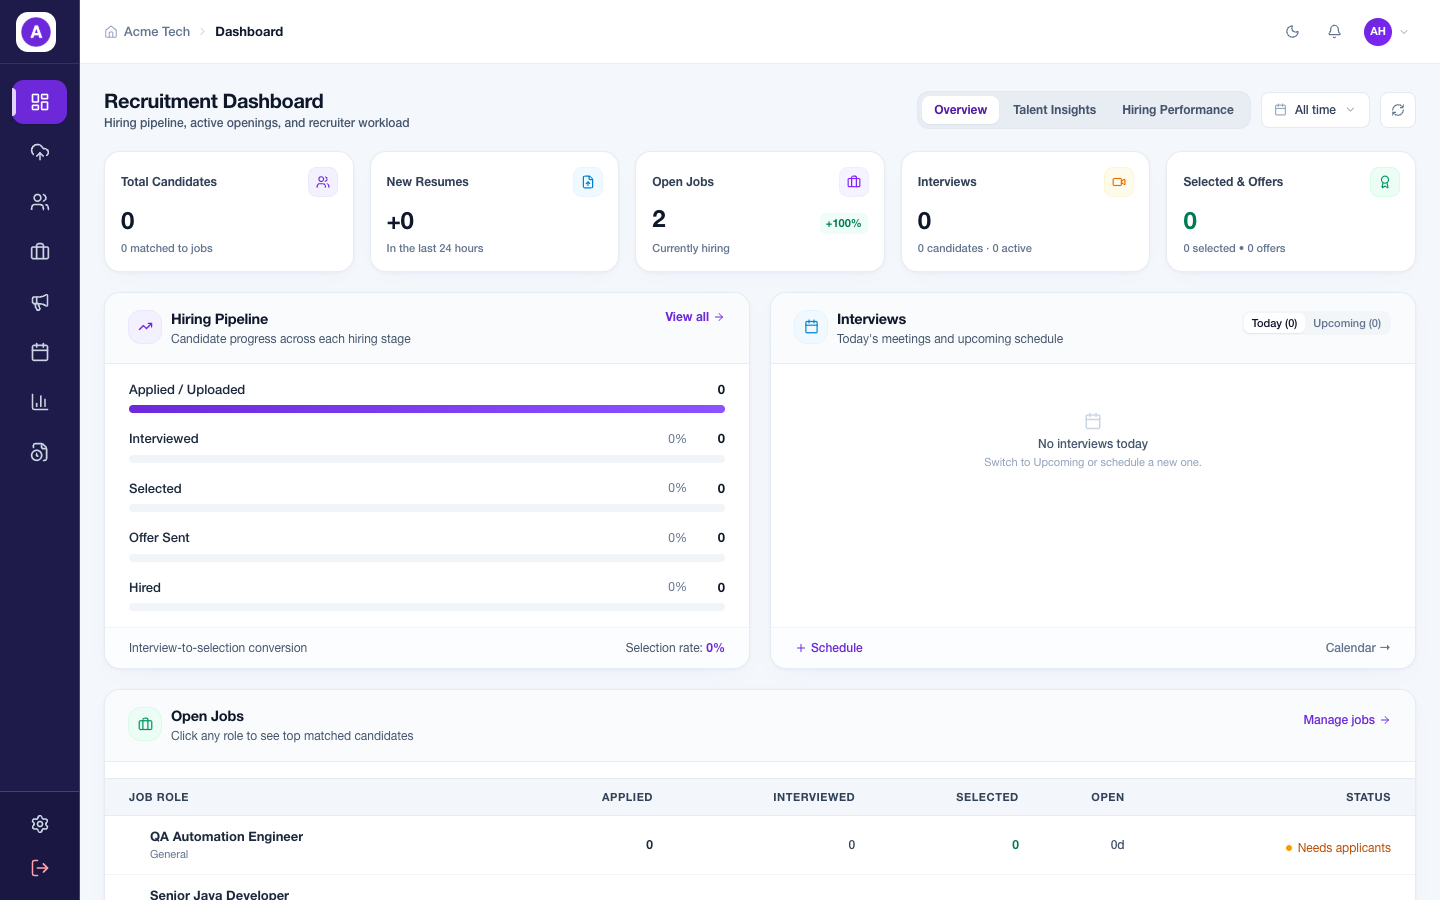 A
Acme Tech
Dashboard
AH
Recruitment Dashboard
Hiring pipeline, active openings, and recruiter workload
Overview
Talent Insights
Hiring Performance
All time
Total Candidates
0
0 matched to jobs
New Resumes
+0
In the last 24 hours
Open Jobs
2
+100%
Currently hiring
Interviews
0
0 candidates · 0 active
Selected & Offers
0
0 selected • 0 offers
Hiring Pipeline
Candidate progress across each hiring stage
View all →
Applied / Uploaded 0
Interviewed 0% 0
Selected 0% 0
Offer Sent 0% 0
Hired 0% 0
Interview-to-selection conversion
Selection rate: 0%
Interviews
Today's meetings and upcoming schedule
Today (0)
Upcoming (0)
No interviews today
Switch to Upcoming or schedule a new one.
+ Schedule
Calendar →
Open Jobs
Click any role to see top matched candidates
Manage jobs →
JOB ROLE APPLIED INTERVIEWED SELECTED OPEN STATUS
QA Automation Engineer
General
0 0 0 0d Needs applicants
Senior Java Developer